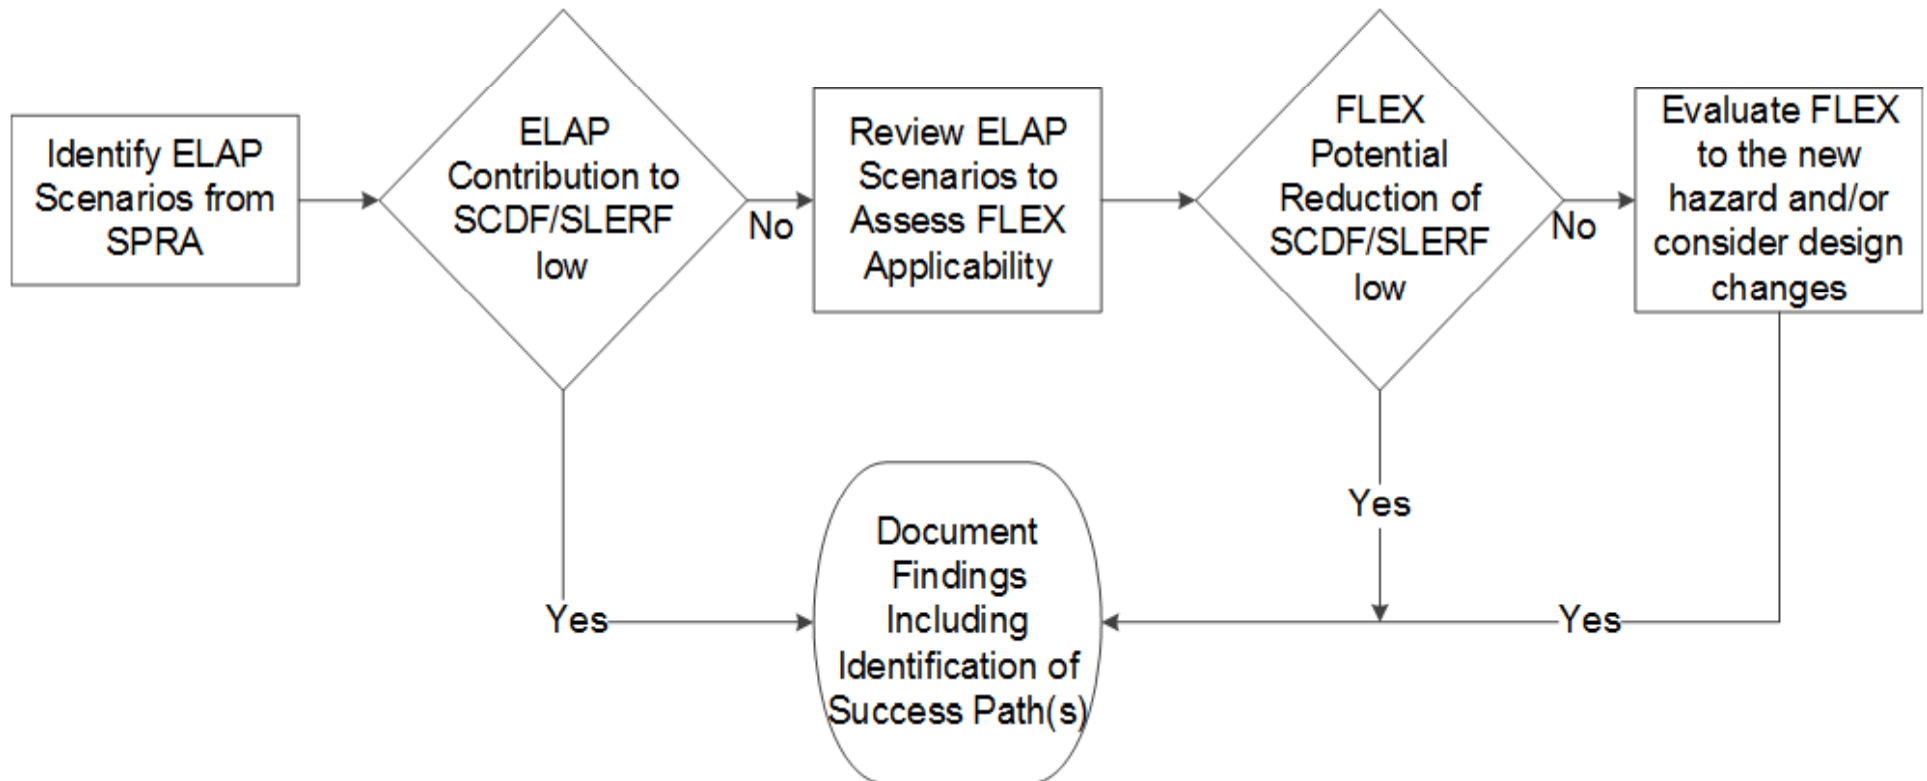 Identify ELAP
Scenarios from
SPRA
ELAP
Contribution to
SCDF/SLERF
low
No
Review ELAP
Scenarios to
Assess FLEX
Applicability
FLEX
Potential
Reduction of
SCDF/SLERF
low
No
Evaluate FLEX
to the new
hazard and/or
consider design
changes
Yes
Document
Findings
Including
Identification of
Success Path(s)
Yes
Yes